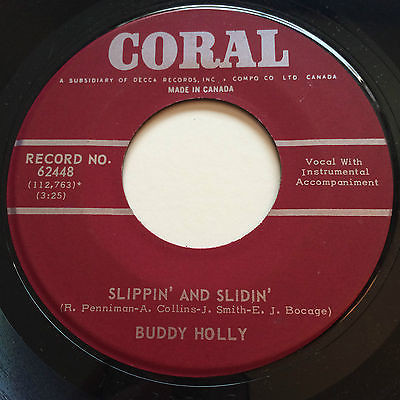 CORAL
A SUBSIDIARY OF DECCA RECORDS, INC. • COMPO CO. LTD. CANADA
MADE IN CANADA
RECORD NO.
62448
(112,763)*
(3:25)
Vocal With
Instrumental
Accompaniment
SLIPPIN' AND SLIDIN'
(R. Penniman-A. Collins-J. Smith-E. J. Bocage)
BUDDY HOLLY